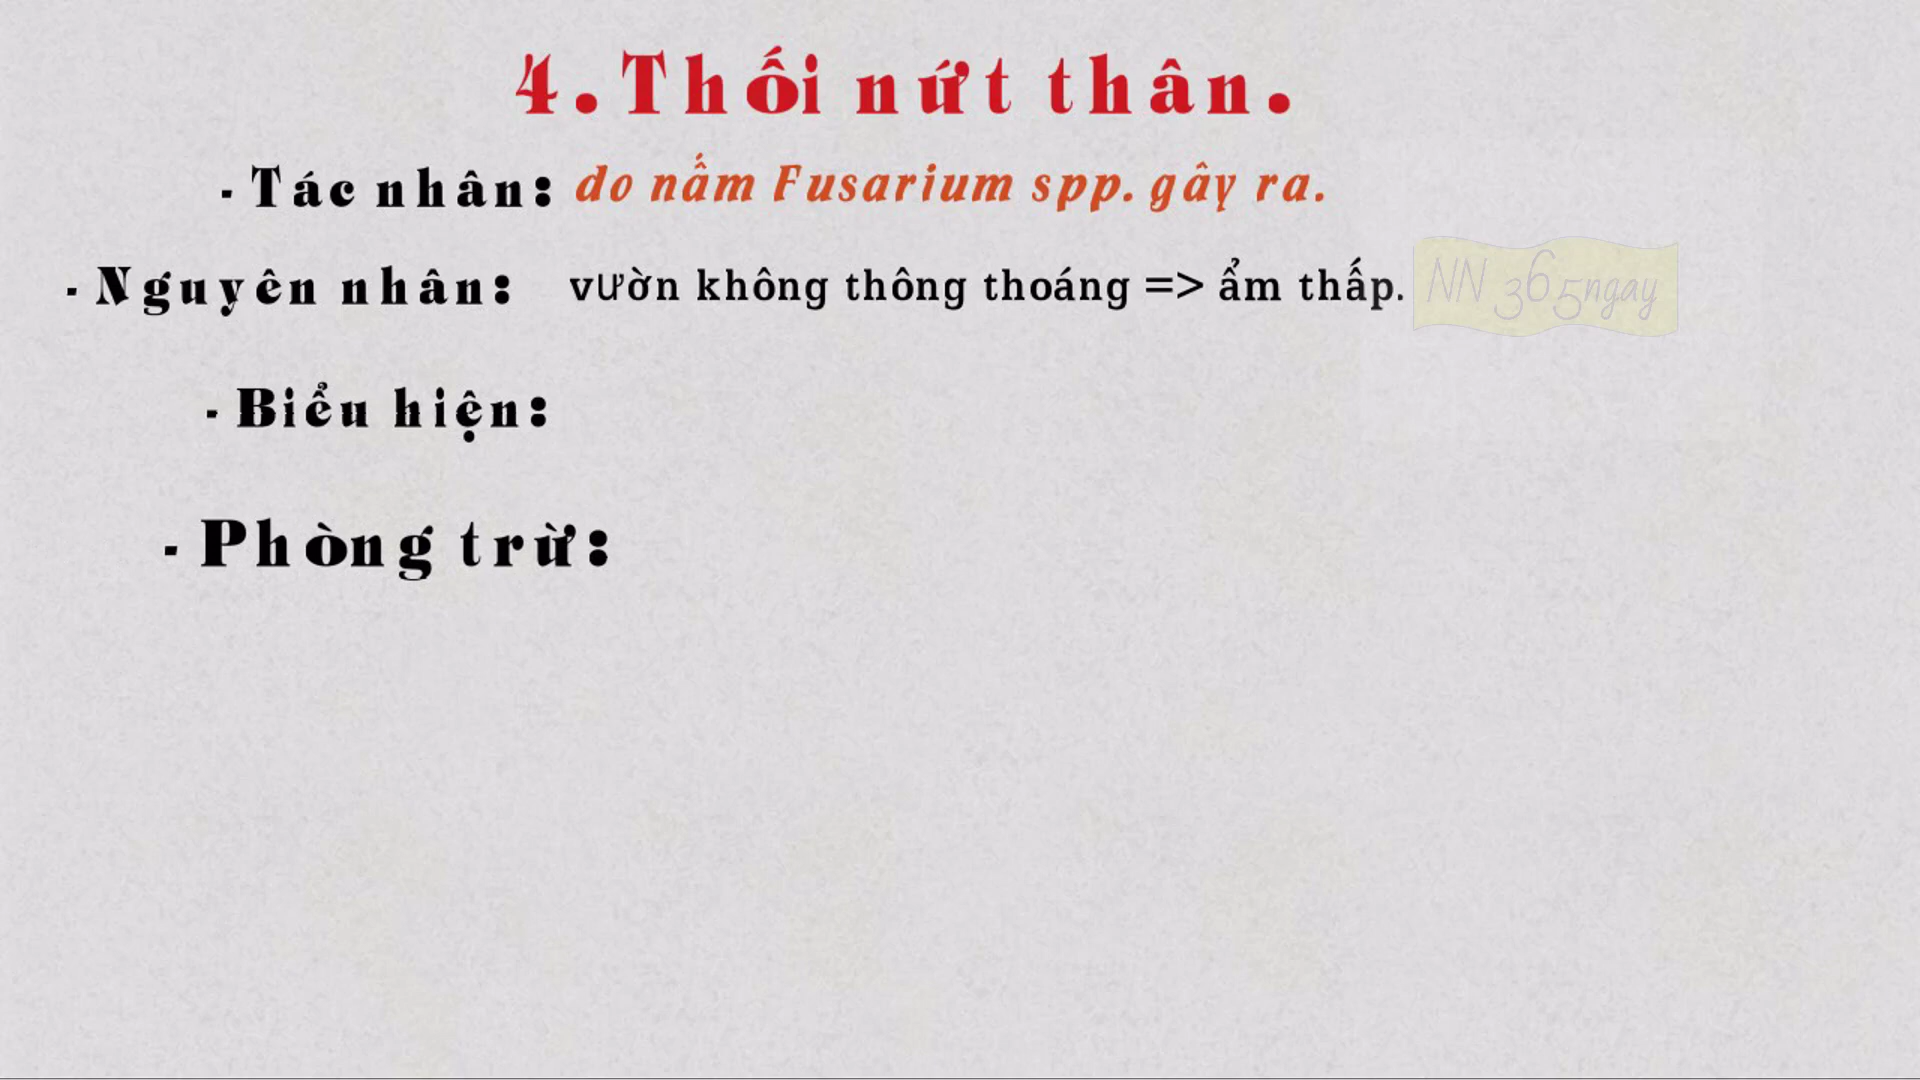 4.Thối nứt thân.
- Tác nhân: do nấm Fusarium spp. gây ra.
- Nguyên nhân: vườn không thông thoáng => ẩm thấp. NN 365ngay
- Biểu hiện:
- Phòng trừ: